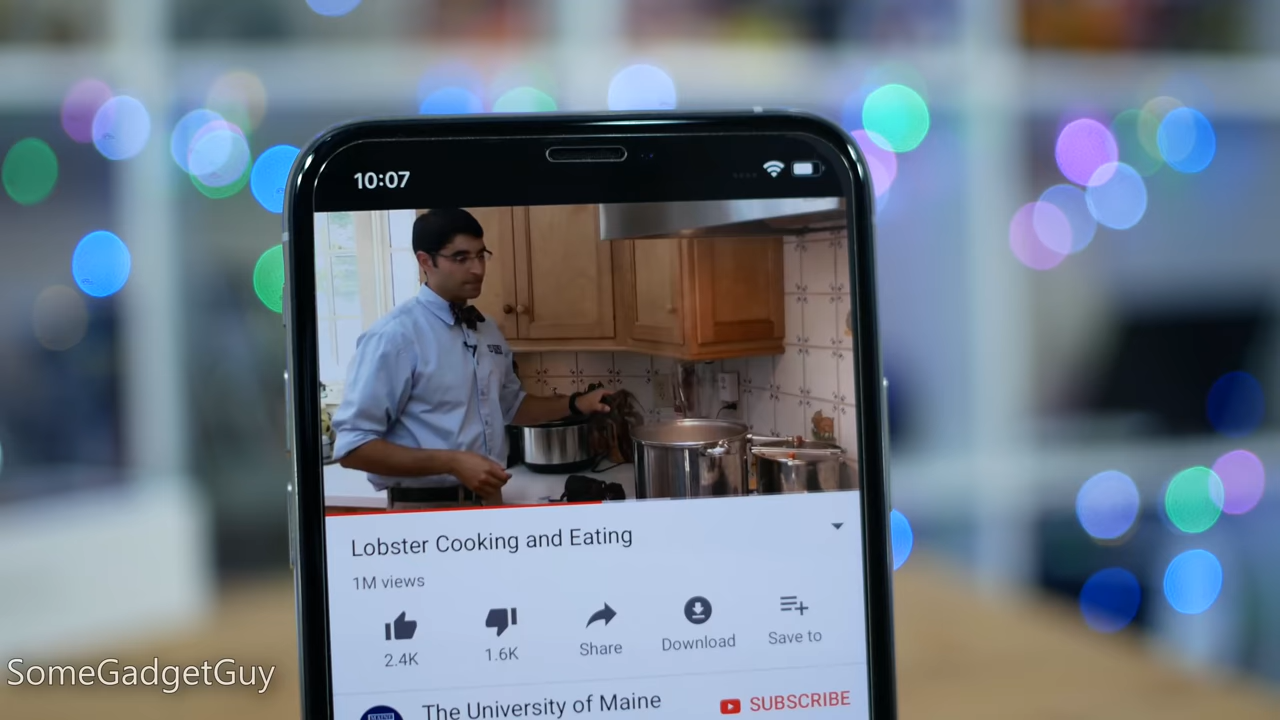 10:07
Lobster Cooking and Eating
1M views
2.4K
1.6K
Share
Download
Save to
The University of Maine
SUBSCRIBE
SomeGadgetGuy